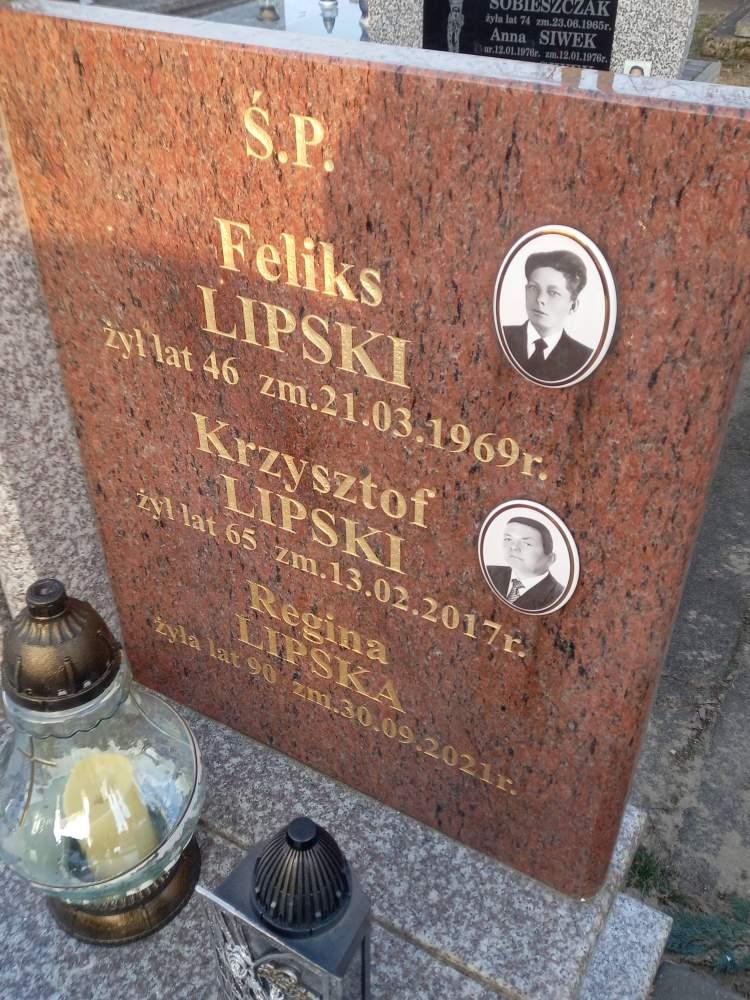 SOBIESZCZAK
żyła lat 74 zm.23.06.1965r.
Anna SIWEK
ur.12.01.1976r. zm.12.01.1976r.
Ś.P.
Feliks
LIPSKI
żył lat 46 zm.21.03.1969r.
Krzysztof
LIPSKI
żył lat 65 zm.13.02.2017r.
Regina
LIPSKA
żyła lat 90 zm.30.09.2021r.